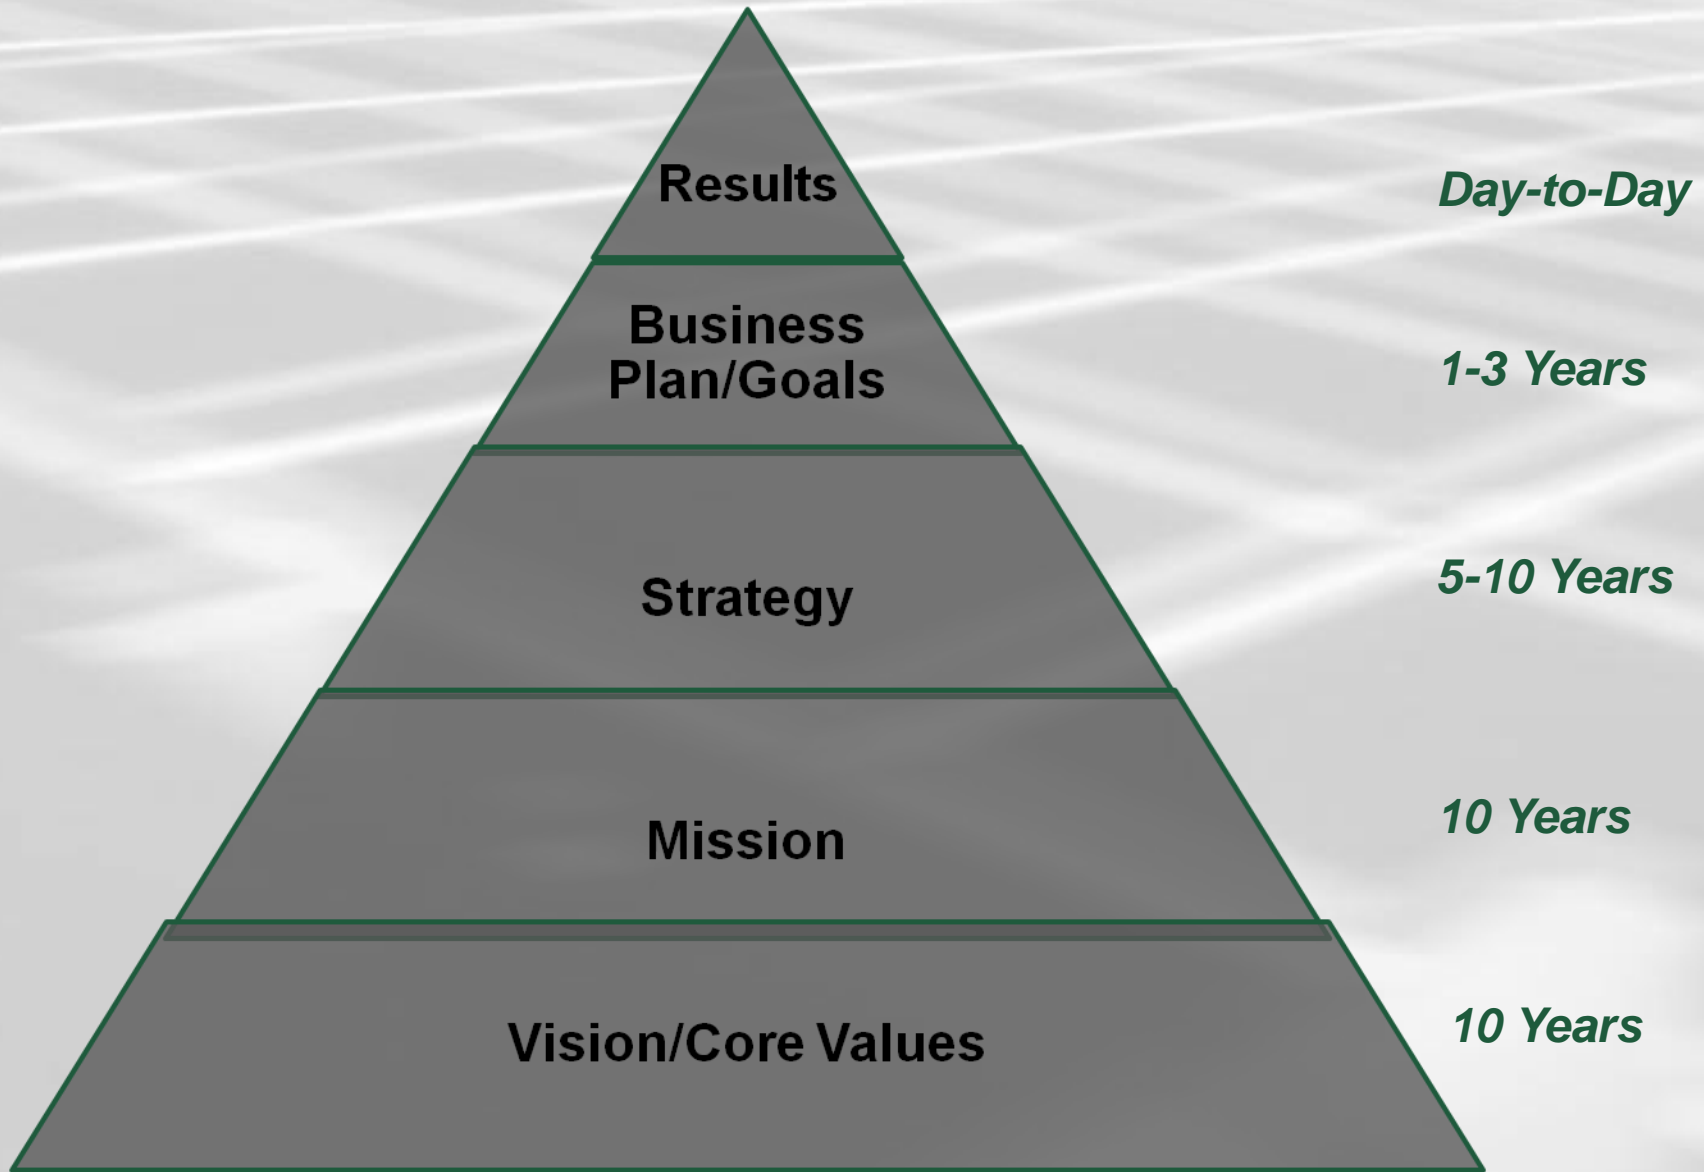 Results
Day-to-Day
Business
Plan/Goals
1-3 Years
Strategy
5-10 Years
Mission
10 Years
Vision/Core Values
10 Years